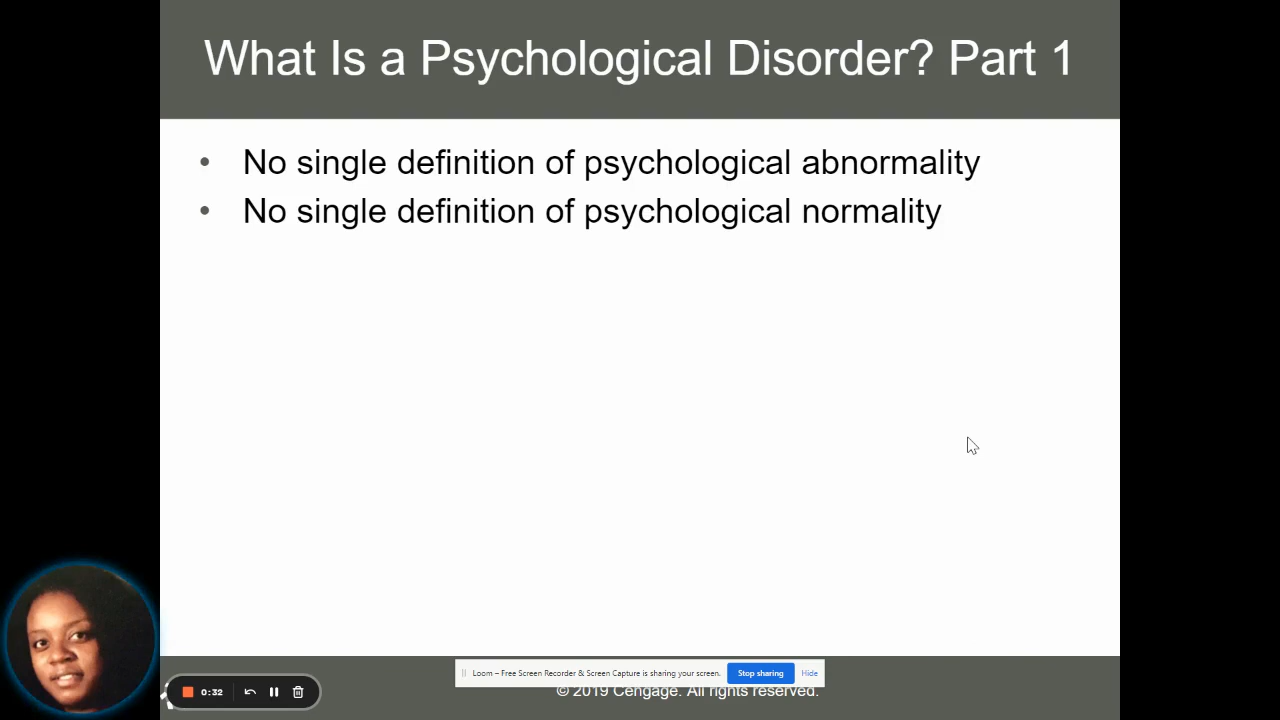 What Is a Psychological Disorder? Part 1
• No single definition of psychological abnormality
• No single definition of psychological normality
Loom – Free Screen Recorder & Screen Capture is sharing your screen. Stop sharing Hide
© 2019 Cengage. All rights reserved.
0:32